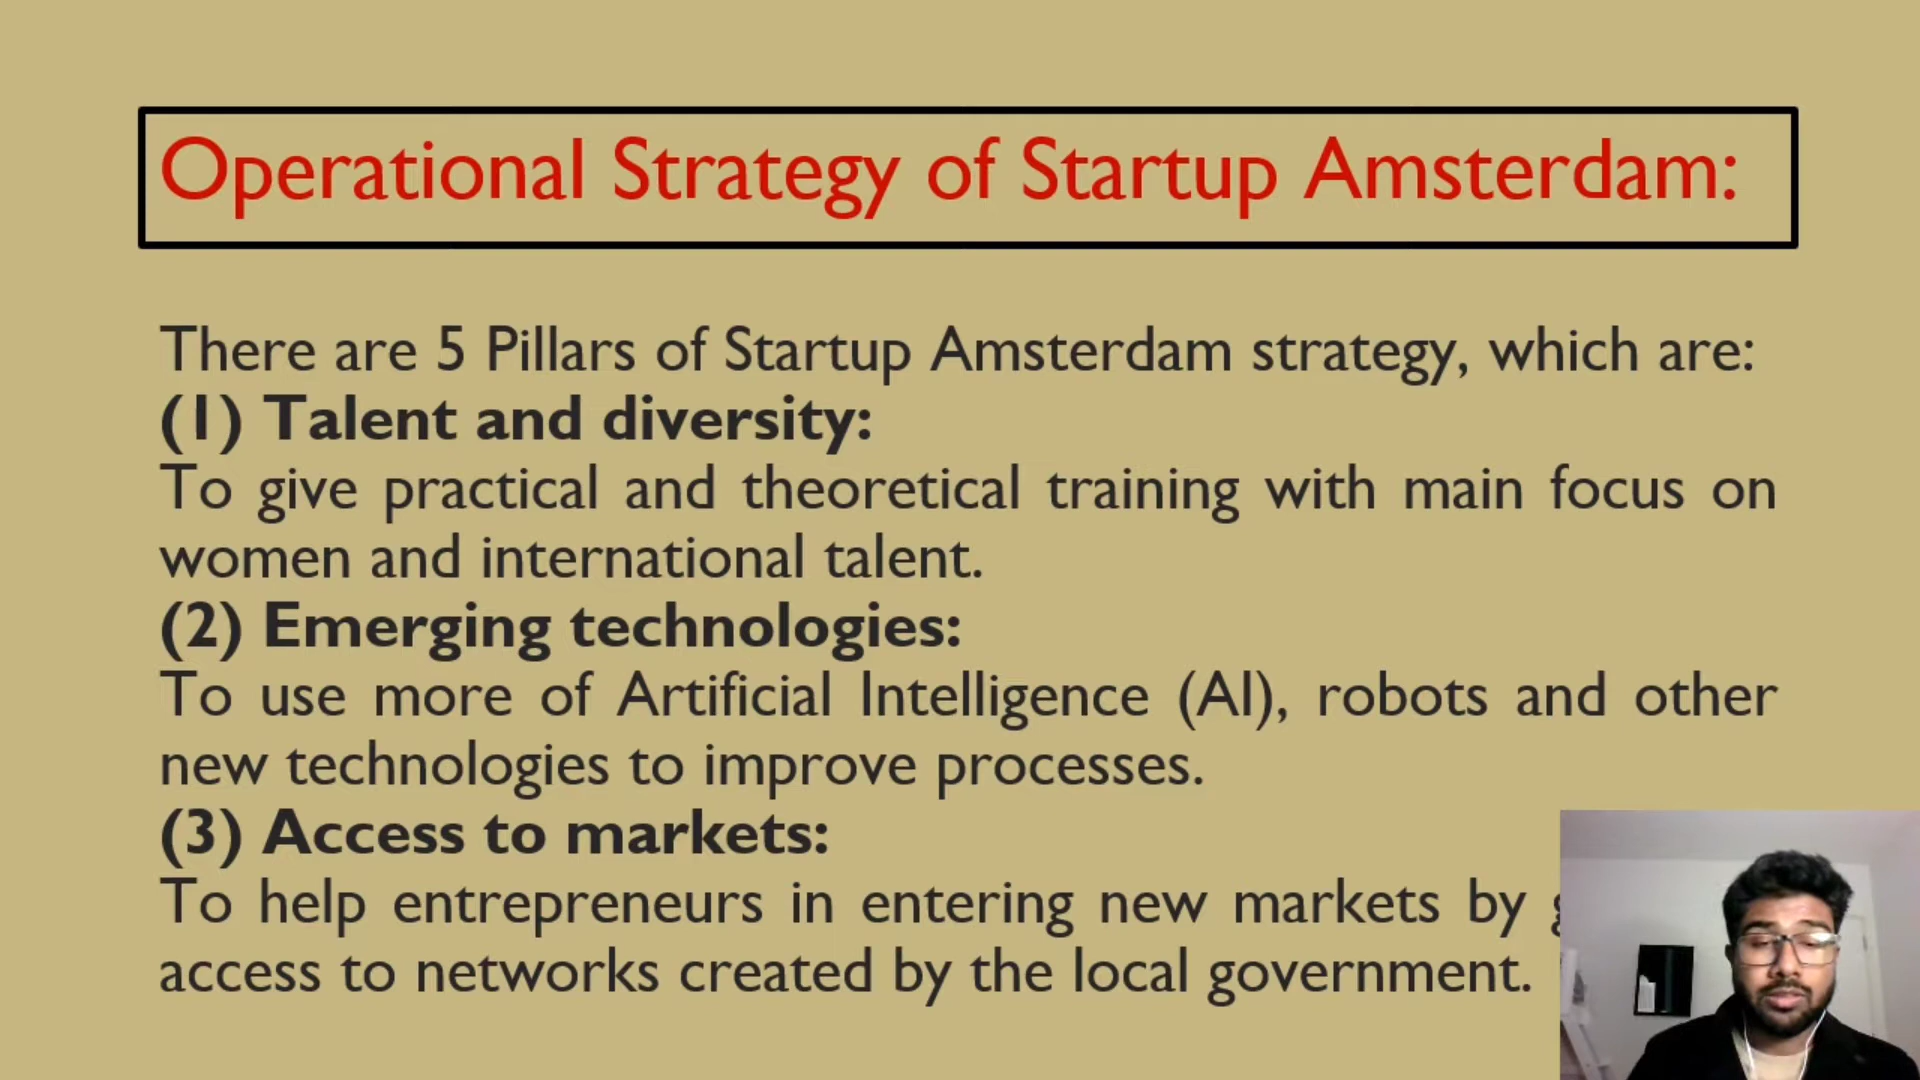 Operational Strategy of Startup Amsterdam:
There are 5 Pillars of Startup Amsterdam strategy, which are:
(1) Talent and diversity:
To give practical and theoretical training with main focus on
women and international talent.
(2) Emerging technologies:
To use more of Artificial Intelligence (AI), robots and other
new technologies to improve processes.
(3) Access to markets:
To help entrepreneurs in entering new markets by
access to networks created by the local government.